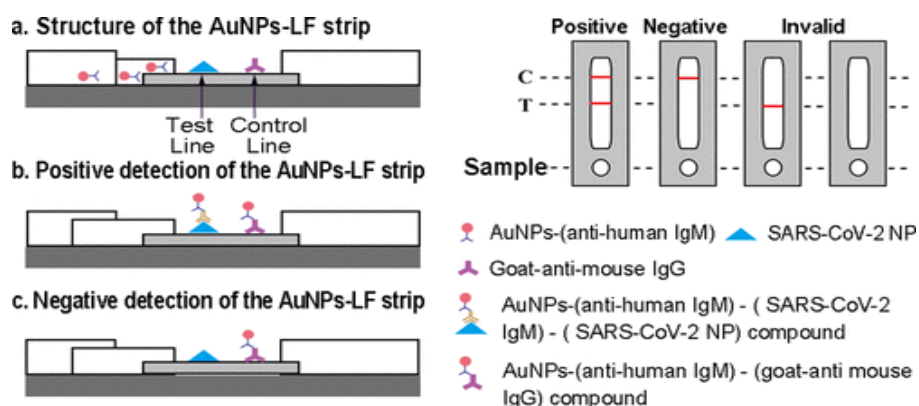 a. Structure of the AuNPs-LF strip
Test Line
Control Line
b. Positive detection of the AuNPs-LF strip
c. Negative detection of the AuNPs-LF strip
Positive Negative Invalid
C
T
Sample
AuNPs-(anti-human IgM)
SARS-CoV-2 NP
Goat-anti-mouse IgG
AuNPs-(anti-human IgM) - ( SARS-CoV-2
IgM) - ( SARS-CoV-2 NP) compound
AuNPs-(anti-human IgM) - (goat-anti mouse
IgG) compound